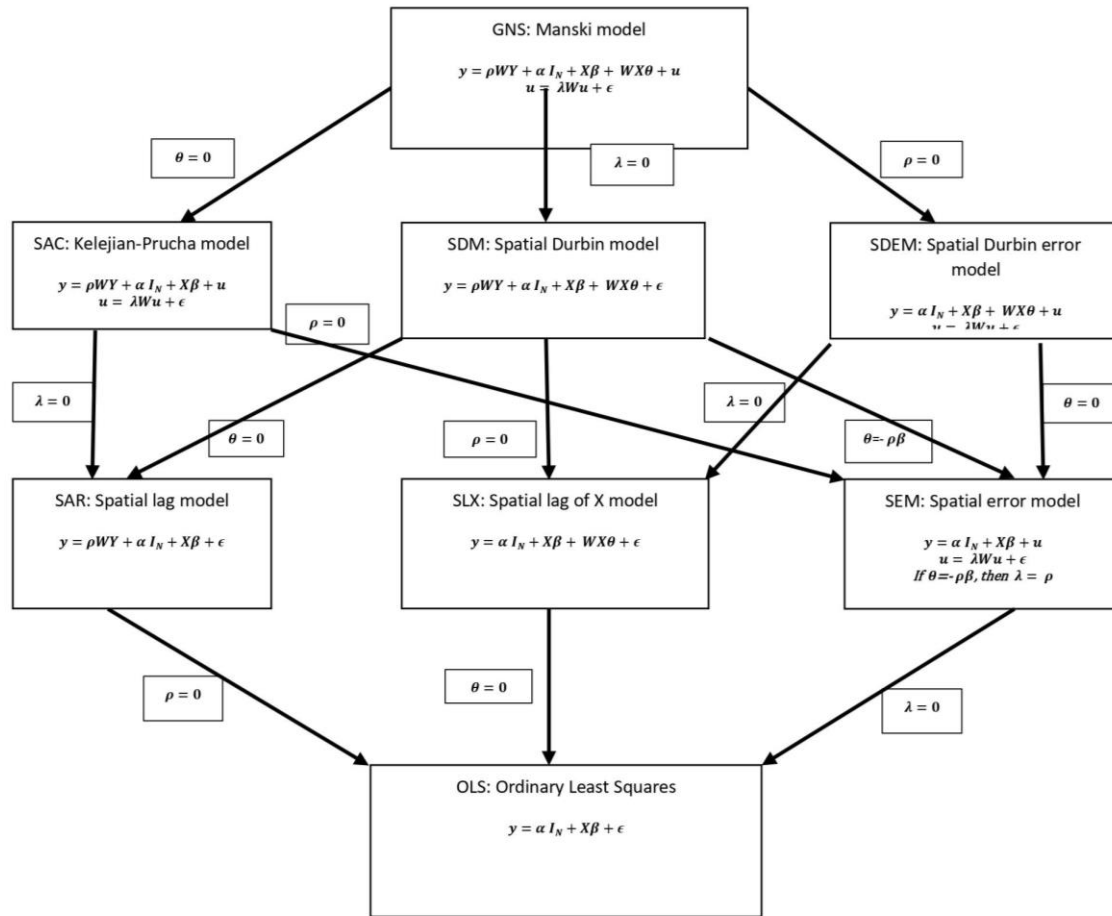 GNS: Manski model
y = ρWY + α I_N + Xβ + WXθ + u
u = λWu + ϵ
θ = 0
λ = 0
ρ = 0
SAC: Kelejian-Prucha model
y = ρWY + α I_N + Xβ + u
u = λWu + ϵ
SDM: Spatial Durbin model
y = ρWY + α I_N + Xβ + WXθ + ϵ
SDEM: Spatial Durbin error
model
y = α I_N + Xβ + WXθ + u
u = λWu + ϵ
ρ = 0
λ = 0
θ = 0
ρ = 0
λ = 0
θ=-ρβ
θ = 0
SAR: Spatial lag model
y = ρWY + α I_N + Xβ + ϵ
SLX: Spatial lag of X model
y = α I_N + Xβ + WXθ + ϵ
SEM: Spatial error model
y = α I_N + Xβ + u
u = λWu + ϵ
If θ=-ρβ, then λ = ρ
ρ = 0
θ = 0
λ = 0
OLS: Ordinary Least Squares
y = α I_N + Xβ + ϵ